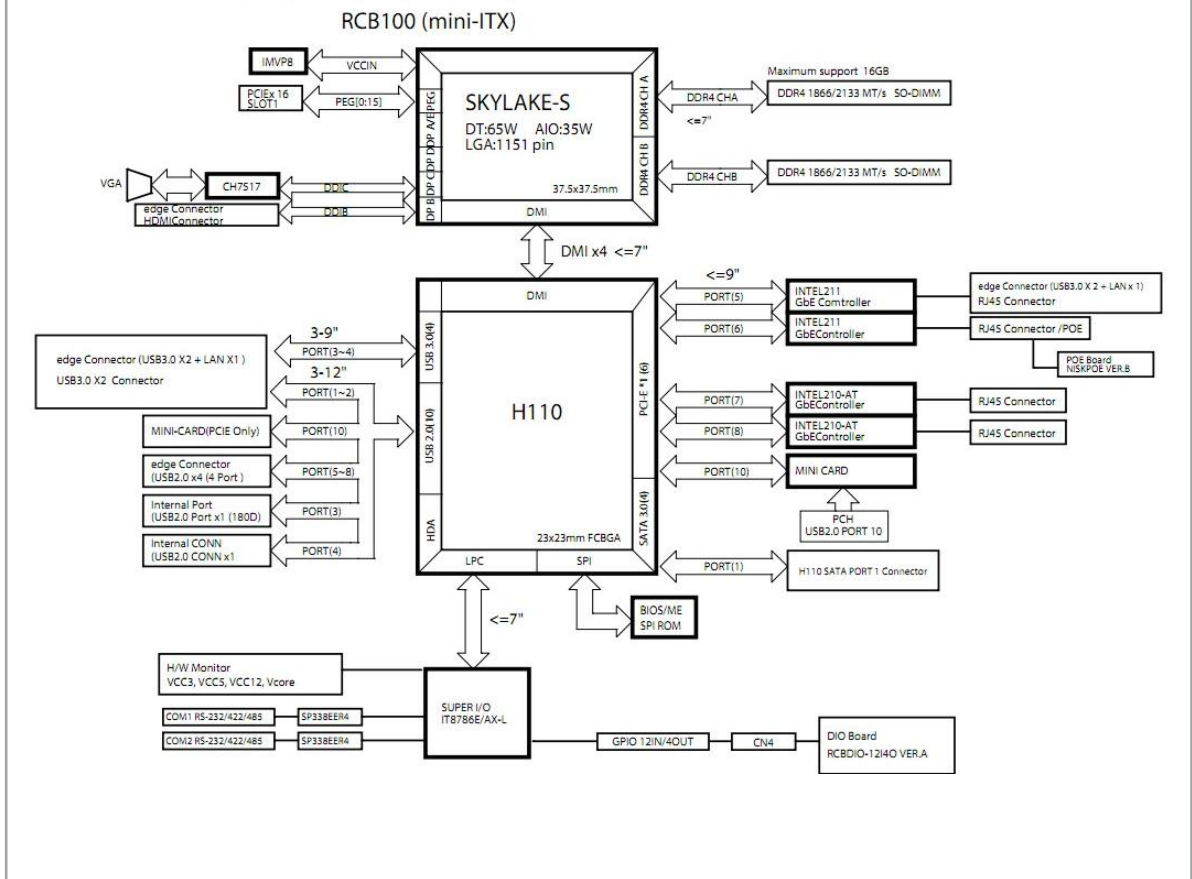 RCB100 (mini-ITX)
IMVP8
VCCIN
PCIEx 16
SLOT1
PEG[0:15]
SKYLAKE-S
DT:65W AIO:35W
LGA:1151 pin
37.5x37.5mm
PEG
DDP A/E
DP C
DP B
DDR4 CH A
DDR4 CH B
DMI
Maximum support 16GB
DDR4 CHA
DDR4 1866/2133 MT/s SO-DIMM
<=7"
DDR4 CHB
DDR4 1866/2133 MT/s SO-DIMM
VGA
CH7517
DDIC
edge Connector
HDMIConnector
DDIB
DMI x4 <=7"
DMI
H110
23x23mm FCBGA
USB 3.0(4)
USB 2.0(10)
HDA
PCI-E *1 (6)
SATA 3.0(4)
LPC
SPI
3-9"
PORT(3~4)
edge Connector (USB3.0 X2 + LAN X1 )
USB3.0 X2 Connector
3-12"
PORT(1~2)
MINI-CARD(PCIE Only)
PORT(10)
edge Connector
(USB2.0 x4 (4 Port )
PORT(5~8)
Internal Port
(USB2.0 Port x1 (180D)
PORT(3)
Internal CONN
(USB2.0 CONN x1
PORT(4)
<=9"
PORT(5)
INTEL211
GbE Comtroller
edge Connector (USB3.0 X 2 + LAN x 1)
RJ45 Connector
PORT(6)
INTEL211
GbEController
RJ45 Connector /POE
POE Board
NISKPOE VER.B
PORT(7)
INTEL210-AT
GbEController
RJ45 Connector
PORT(8)
INTEL210-AT
GbEController
RJ45 Connector
PORT(10)
MINI CARD
PCH
USB2.0 PORT 10
PORT(1)
H110 SATA PORT 1 Connector
<=7"
BIOS/ME
SPI ROM
H/W Monitor
VCC3, VCC5, VCC12, Vcore
SUPER I/O
IT8786E/AX-L
COM1 RS-232/422/485
SP338EER4
COM2 RS-232/422/485
SP338EER4
GPIO 12IN/4OUT
CN4
DIO Board
RCBDIO-12I4O VER.A